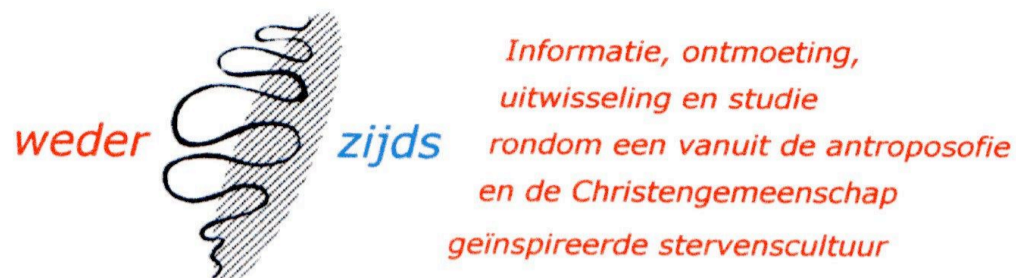 weder zijds
Informatie, ontmoeting,
uitwisseling en studie
rondom een vanuit de antroposofie
en de Christengemeenschap
geïnspireerde stervenscultuur